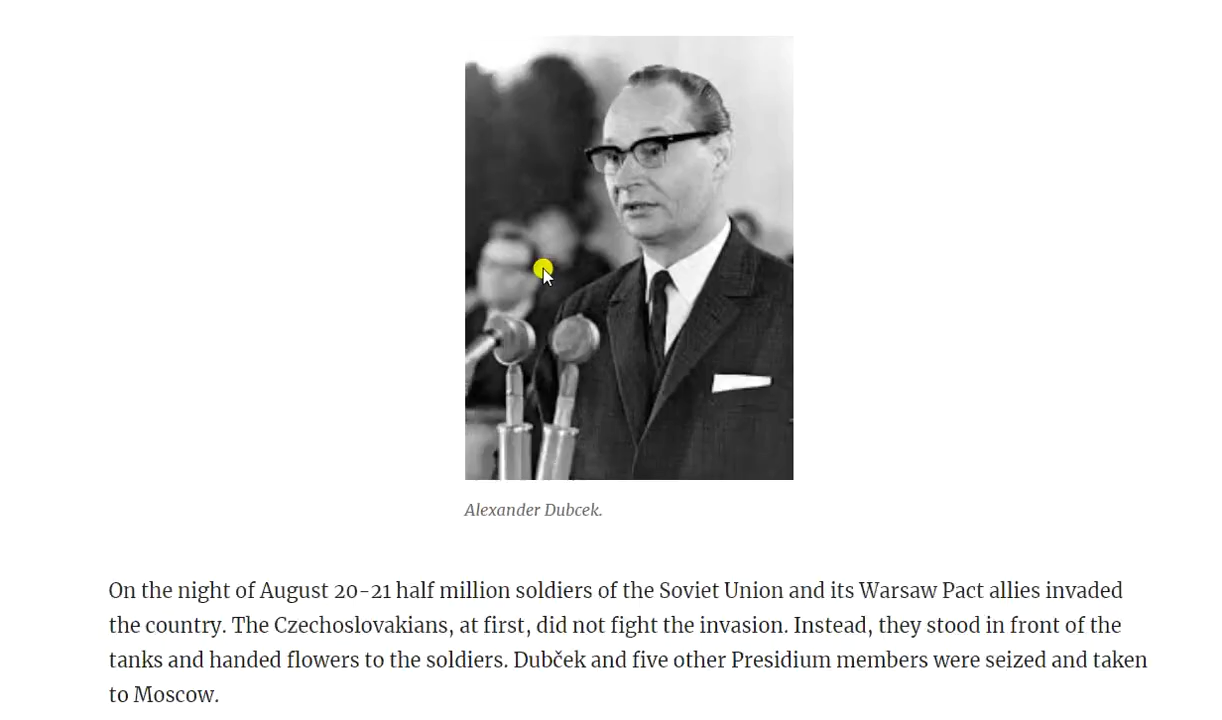 Alexander Dubcek.
On the night of August 20-21 half million soldiers of the Soviet Union and its Warsaw Pact allies invaded
the country. The Czechoslovakians, at first, did not fight the invasion. Instead, they stood in front of the
tanks and handed flowers to the soldiers. Dubček and five other Presidium members were seized and taken
to Moscow.